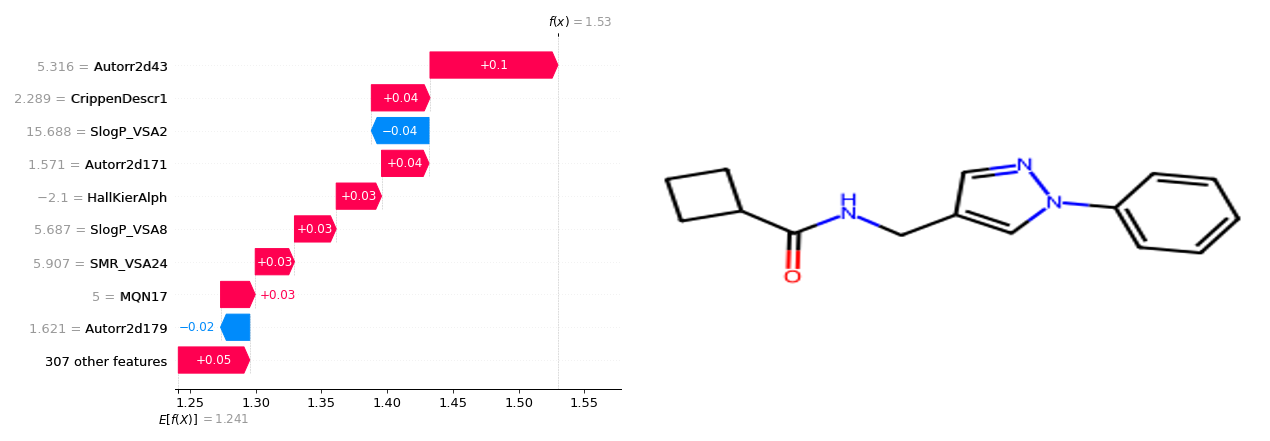 f(x) = 1.53
5.316 = Autorr2d43
+0.1
2.289 = CrippenDescr1
+0.04
15.688 = SlogP_VSA2
−0.04
1.571 = Autorr2d171
+0.04
−2.1 = HallKierAlph
+0.03
5.687 = SlogP_VSA8
+0.03
5.907 = SMR_VSA24
+0.03
5 = MQN17
+0.03
1.621 = Autorr2d179
−0.02
307 other features
+0.05
1.25 1.30 1.35 1.40 1.45 1.50 1.55
E[f(X)] = 1.241
N
H
N
N
O